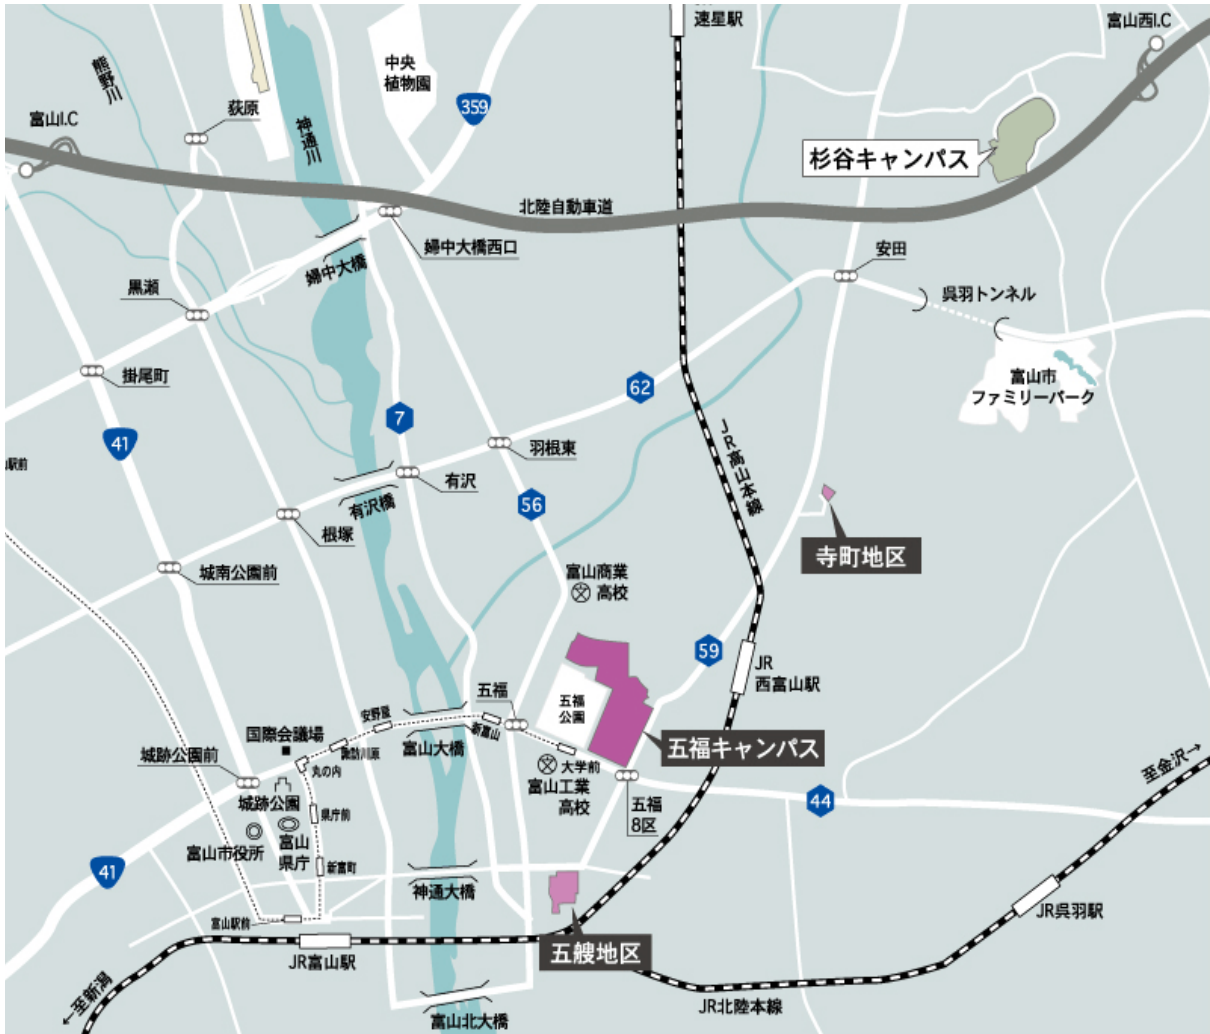 速星駅
富山西I.C
中央
植物園
熊野川
359
荻原
富山I.C
神通川
杉谷キャンパス
北陸自動車道
婦中大橋西口
安田
婦中大橋
黒瀬
呉羽トンネル
掛尾町
富山市
ファミリーパーク
62
7
41
JR高山本線
羽根東
駅前
有沢
有沢橋
56
根塚
寺町地区
城南公園前
富山商業
高校
59
JR
西富山駅
五福
五福
公園
安野屋
新富山
国際会議場
富山大橋
諏訪川原
五福キャンパス
城跡公園前
丸の内
大学前
至金沢→
富山工業
高校
城跡公園
県庁前
五福
8区
44
富山市役所
富山
県庁
41
新富町
神通大橋
JR呉羽駅
富山駅前
五艘地区
JR富山駅
←至新潟
JR北陸本線
富山北大橋